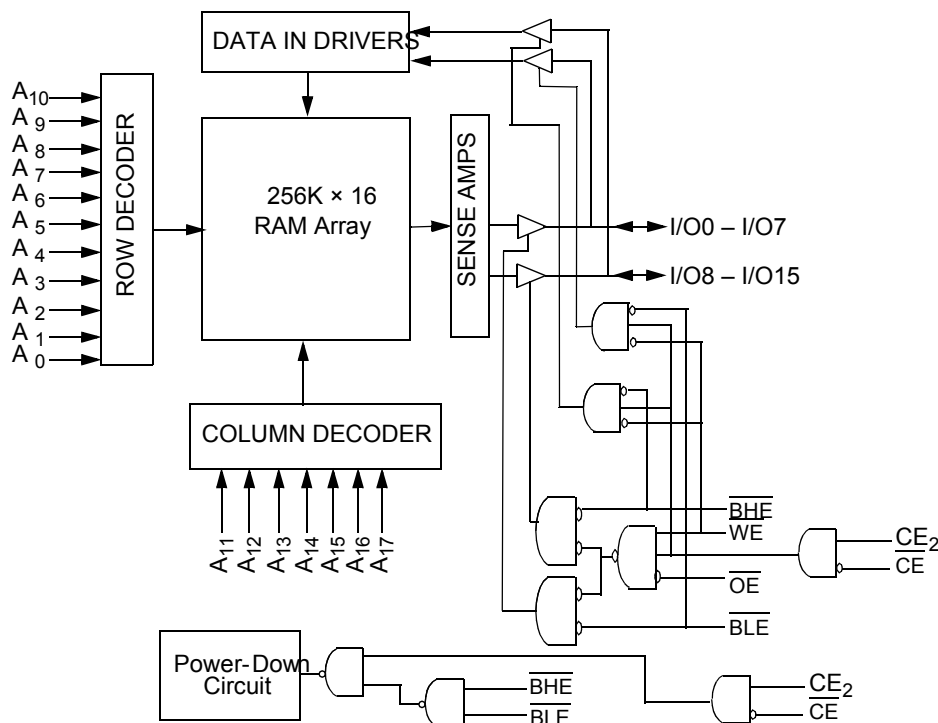 DATA IN DRIVERS
A10
A9
A8
A7
A6
A5
A4
A3
A2
A1
A0
ROW DECODER
256K × 16
RAM Array
SENSE AMPS
I/O0 – I/O7
I/O8 – I/O15
COLUMN DECODER
A11
A12
A13
A14
A15
A16
A17
BHE
WE
CE2
CE
OE
BLE
Power-Down
Circuit
BHE
BLE
CE2
CE